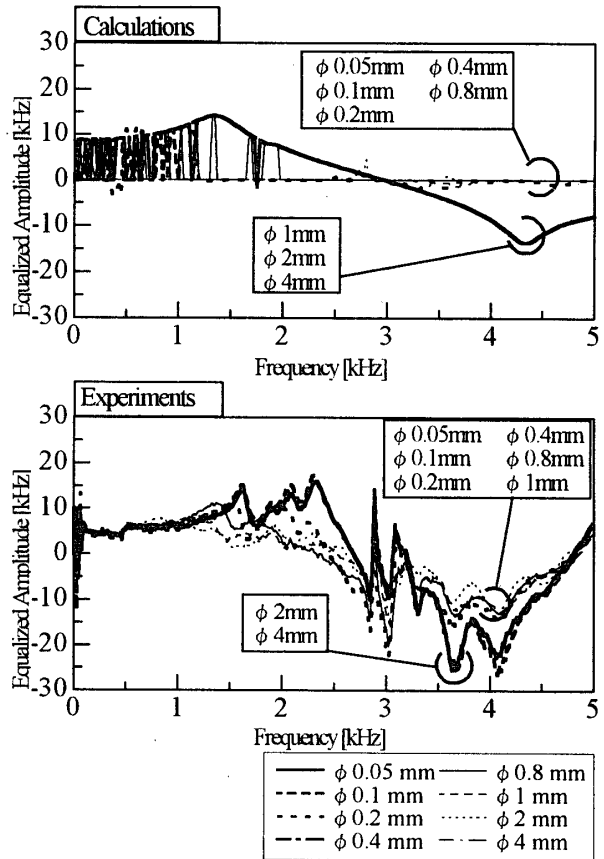 Calculations
Equalized Amplitude [kHz]
30
20
10
0
-10
-20
-30
ϕ 0.05mm ϕ 0.4mm
ϕ 0.1mm ϕ 0.8mm
ϕ 0.2mm
ϕ 1mm
ϕ 2mm
ϕ 4mm
0 1 2 3 4 5
Frequency [kHz]
Experiments
Equalized Amplitude [kHz]
30
20
10
0
-10
-20
-30
ϕ 0.05mm ϕ 0.4mm
ϕ 0.1mm ϕ 0.8mm
ϕ 0.2mm ϕ 1mm
ϕ 2mm
ϕ 4mm
0 1 2 3 4 5
Frequency [kHz]
ϕ 0.05 mm ϕ 0.8 mm
ϕ 0.1 mm ϕ 1 mm
ϕ 0.2 mm ϕ 2 mm
ϕ 0.4 mm ϕ 4 mm